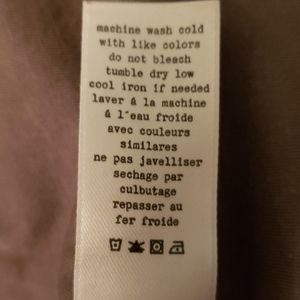 machine wash cold
with like colors
do not bleach
tumble dry low
cool iron if needed
laver á la machine
á l'eau froide
avec couleurs
similares
ne pas javelliser
sechage par
culbutage
repasser au
fer froide